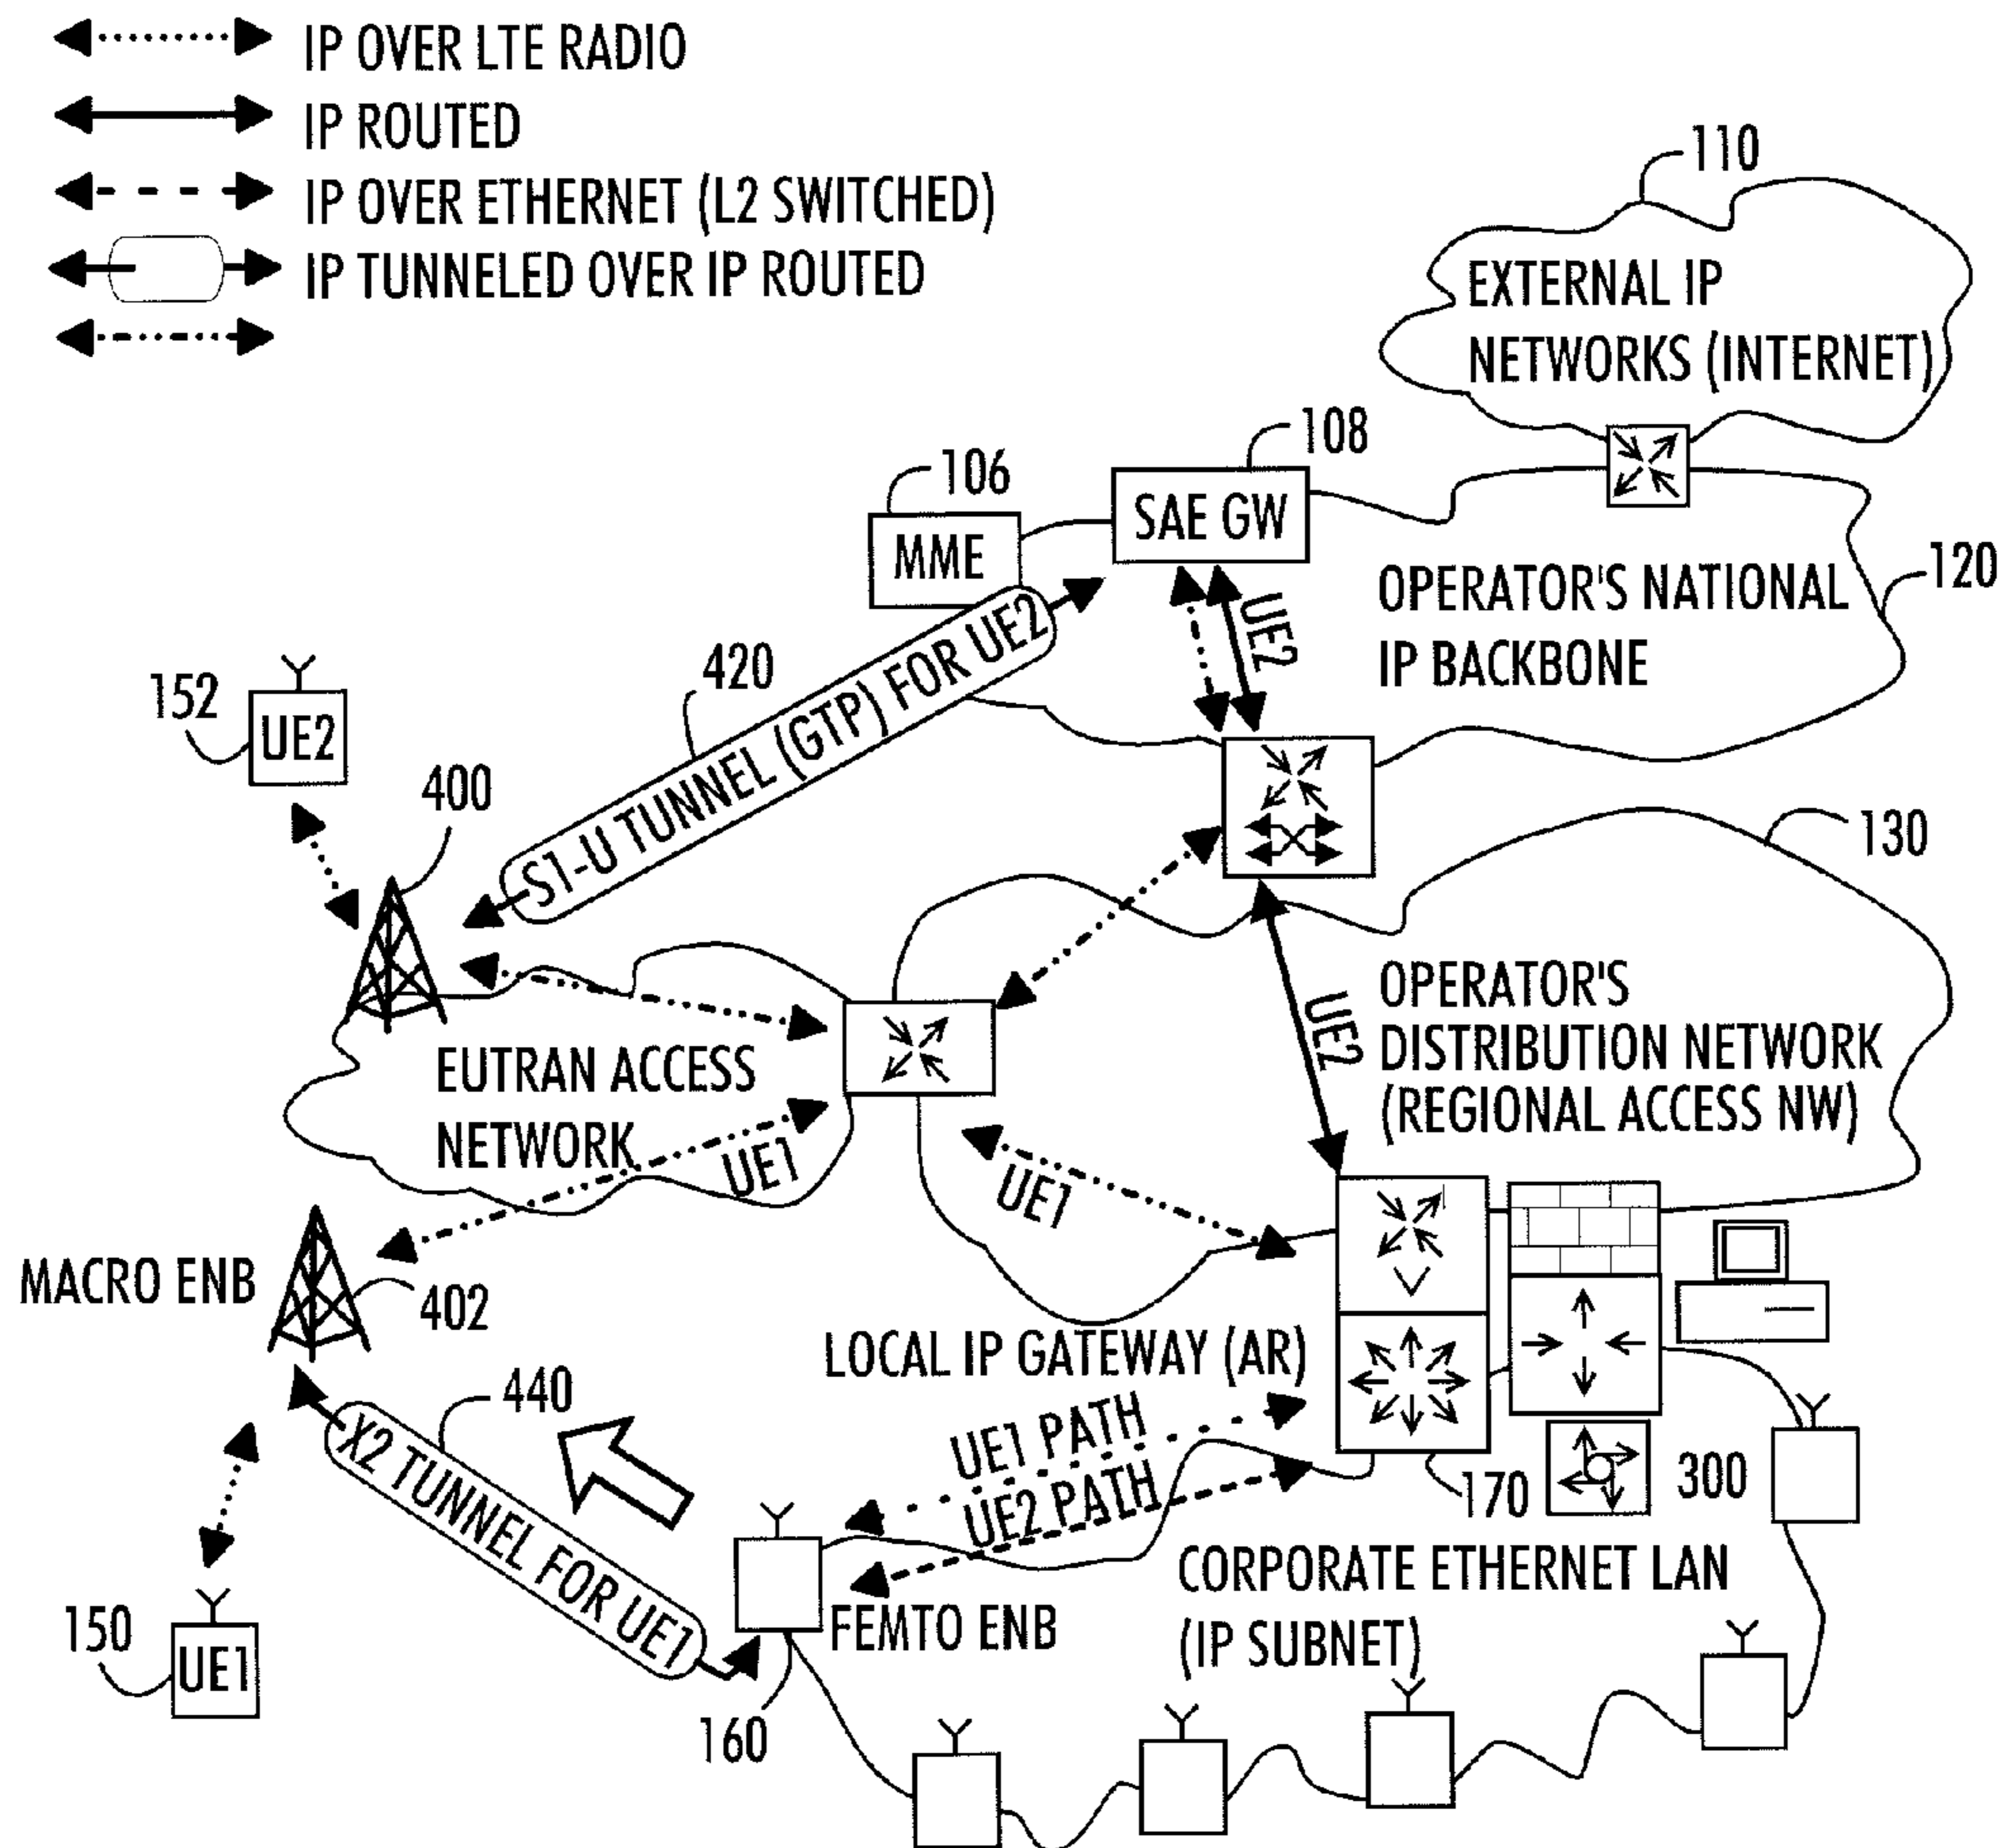 IP OVER LTE RADIO
IP ROUTED
IP OVER ETHERNET (L2 SWITCHED)
IP TUNNELED OVER IP ROUTED
110
EXTERNAL IP
NETWORKS (INTERNET)
108
106
SAE GW
MME
120
OPERATOR'S NATIONAL
IP BACKBONE
UE2
420
S1-U TUNNEL (GTP) FOR UE2
152
UE2
400
130
OPERATOR'S
DISTRIBUTION NETWORK
(REGIONAL ACCESS NW)
UE2
EUTRAN ACCESS
NETWORK
UE1
UE1
MACRO ENB
402
LOCAL IP GATEWAY (AR)
440
X2 TUNNEL FOR UE1
UE1 PATH
UE2 PATH
170
300
CORPORATE ETHERNET LAN
(IP SUBNET)
FEMTO ENB
150
UE1
160